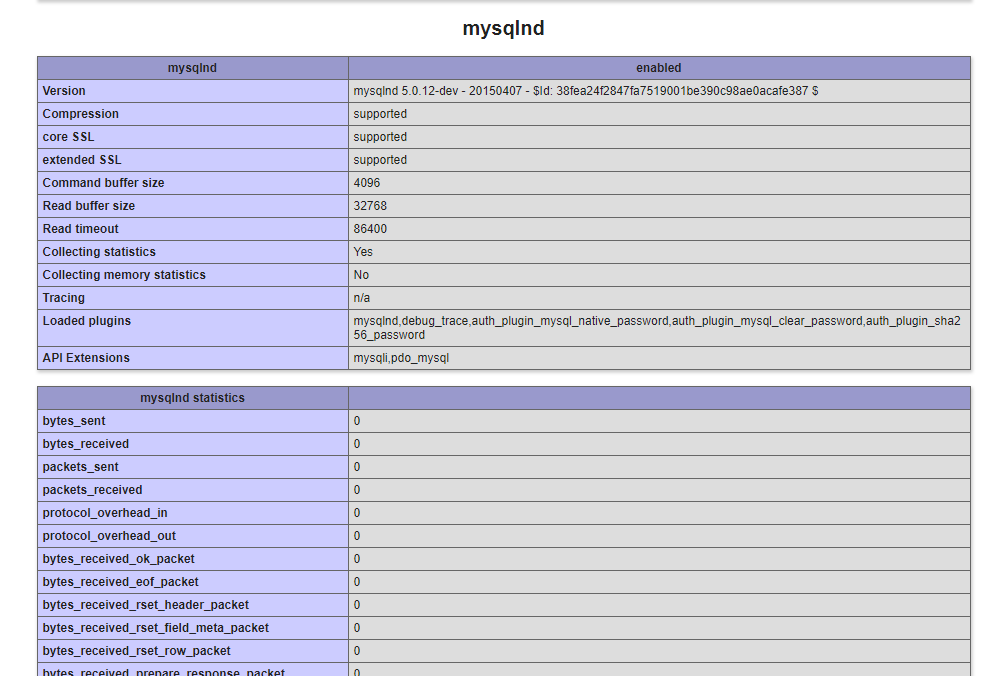 mysqlnd
mysqlnd enabled
Version mysqlnd 5.0.12-dev - 20150407 - $Id: 38fea24f2847fa7519001be390c98ae0acafe387 $
Compression supported
core SSL supported
extended SSL supported
Command buffer size 4096
Read buffer size 32768
Read timeout 86400
Collecting statistics Yes
Collecting memory statistics No
Tracing n/a
Loaded plugins mysqlnd,debug_trace,auth_plugin_mysql_native_password,auth_plugin_mysql_clear_password,auth_plugin_sha2
56_password
API Extensions mysqli,pdo_mysql
mysqlnd statistics
bytes_sent 0
bytes_received 0
packets_sent 0
packets_received 0
protocol_overhead_in 0
protocol_overhead_out 0
bytes_received_ok_packet 0
bytes_received_eof_packet 0
bytes_received_rset_header_packet 0
bytes_received_rset_field_meta_packet 0
bytes_received_rset_row_packet 0
bytes_received_prepare_response_packet 0